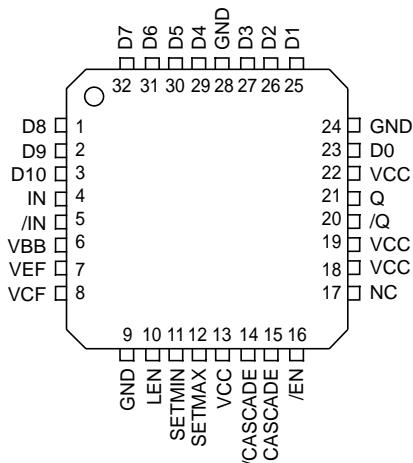 D7
D6
D5
D4
GND
D3
D2
D1
32 31 30 29 28 27 26 25
D8 1
D9 2
D10 3
IN 4
/IN 5
VBB 6
VEF 7
VCF 8
24 GND
23 D0
22 VCC
21 Q
20 /Q
19 VCC
18 VCC
17 NC
9 10 11 12 13 14 15 16
GND
LEN
SETMIN
SETMAX
VCC
/CASCADE
CASCADE
/EN